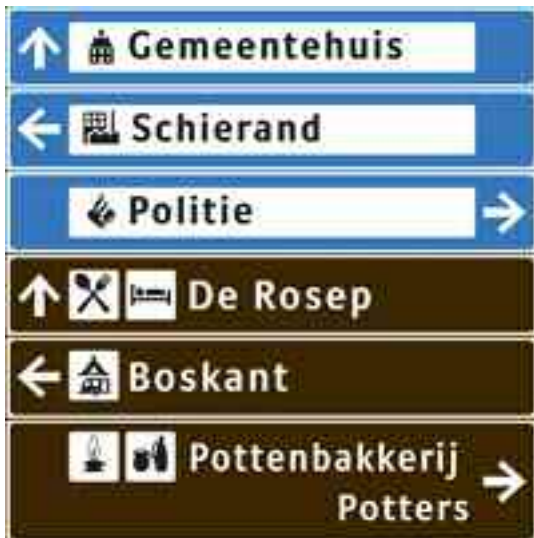 Gemeentehuis
Schierand
Politie
De Rosep
Boskant
Pottenbakkerij
Potters